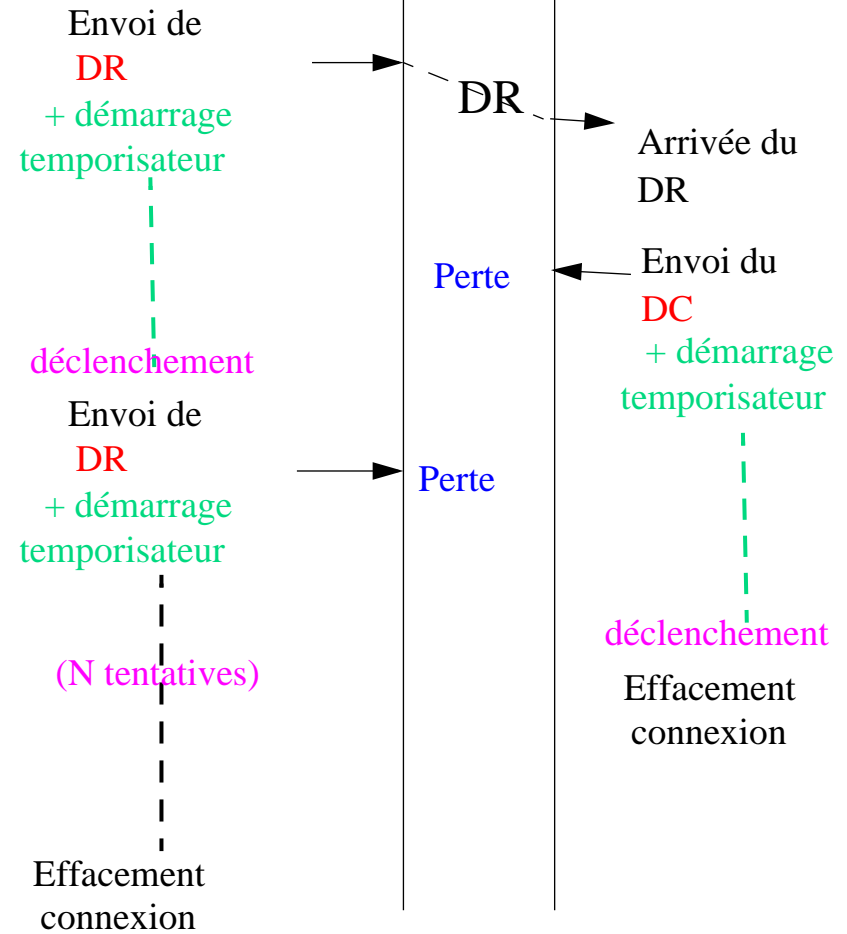 Envoi de
DR
+ démarrage
temporisateur
DR
Arrivée du
DR
Perte
Envoi du
DC
+ démarrage
temporisateur
déclenchement
Envoi de
DR
+ démarrage
temporisateur
Perte
déclenchement
(N tentatives)
Effacement
connexion
Effacement
connexion